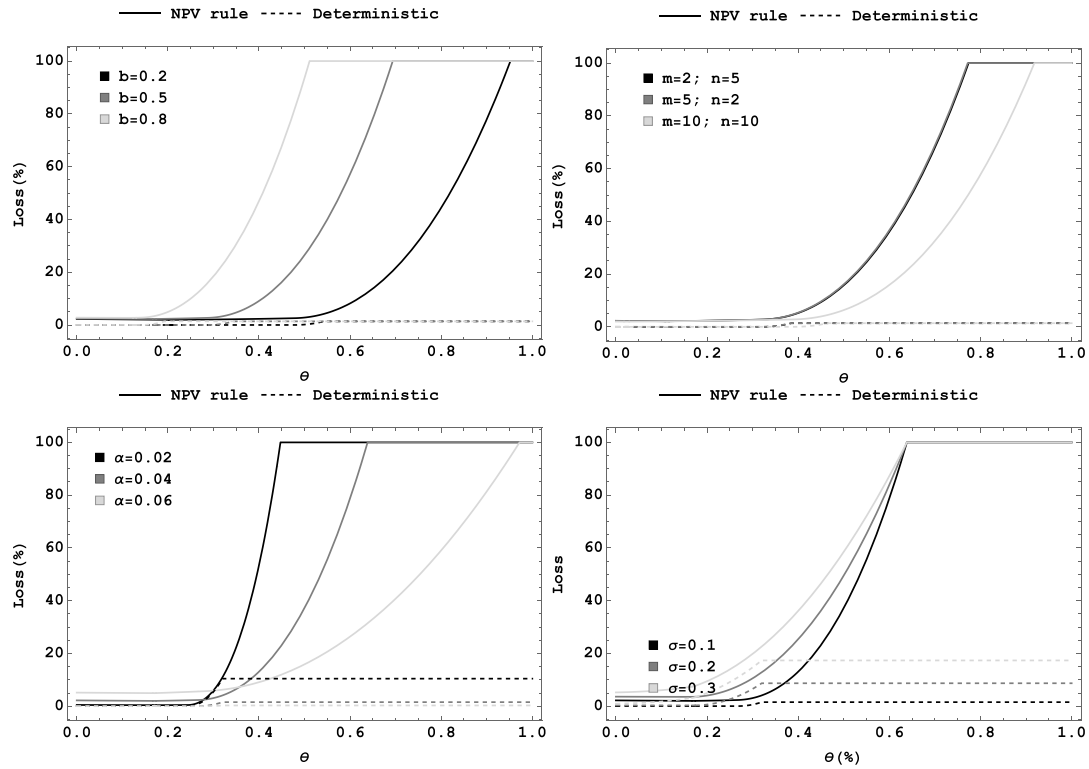 NPV rule Deterministic
100
80
60
40
20
0
Loss(%)
b=0.2
b=0.5
b=0.8
0.0 0.2 0.4 0.6 0.8 1.0
θ
NPV rule Deterministic
100
80
60
40
20
0
Loss(%)
m=2; n=5
m=5; n=2
m=10; n=10
0.0 0.2 0.4 0.6 0.8 1.0
θ
NPV rule Deterministic
100
80
60
40
20
0
Loss(%)
α=0.02
α=0.04
α=0.06
0.0 0.2 0.4 0.6 0.8 1.0
θ
NPV rule Deterministic
100
80
60
40
20
0
Loss
σ=0.1
σ=0.2
σ=0.3
0.0 0.2 0.4 0.6 0.8 1.0
θ(%)